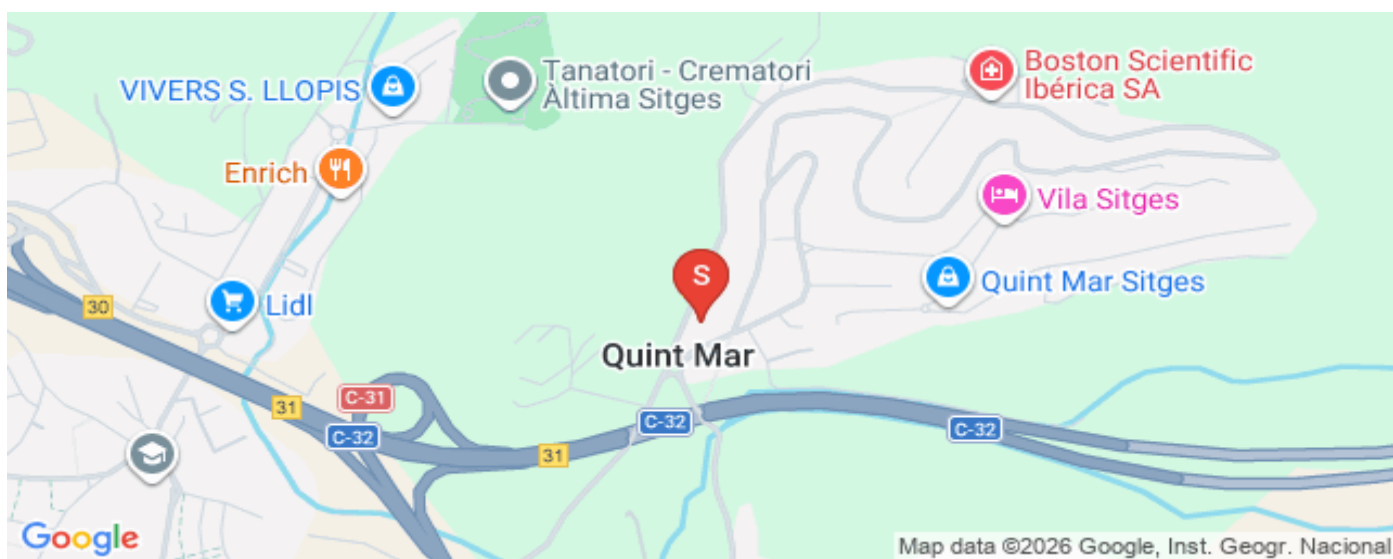 VIVERS S. LLOPIS
Tanatori - Crematori
Àltima Sitges
Boston Scientific
Ibérica SA
Enrich
Vila Sitges
S
Quint Mar Sitges
30
Lidl
Quint Mar
C-31
31
C-32
C-32
C-32
31
Google
Map data ©2026 Google, Inst. Geogr. Nacional